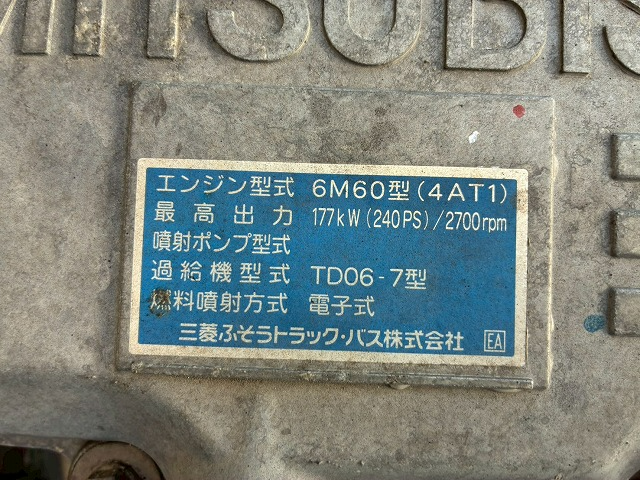 MITSUBIS
エンジン型式 6M60型(4AT1)
最高出力 177kW(240PS)/2700rpm
噴射ポンプ型式
過給機型式 TD06-7型
燃料噴射方式 電子式
三菱ふそうトラック・バス株式会社 EA